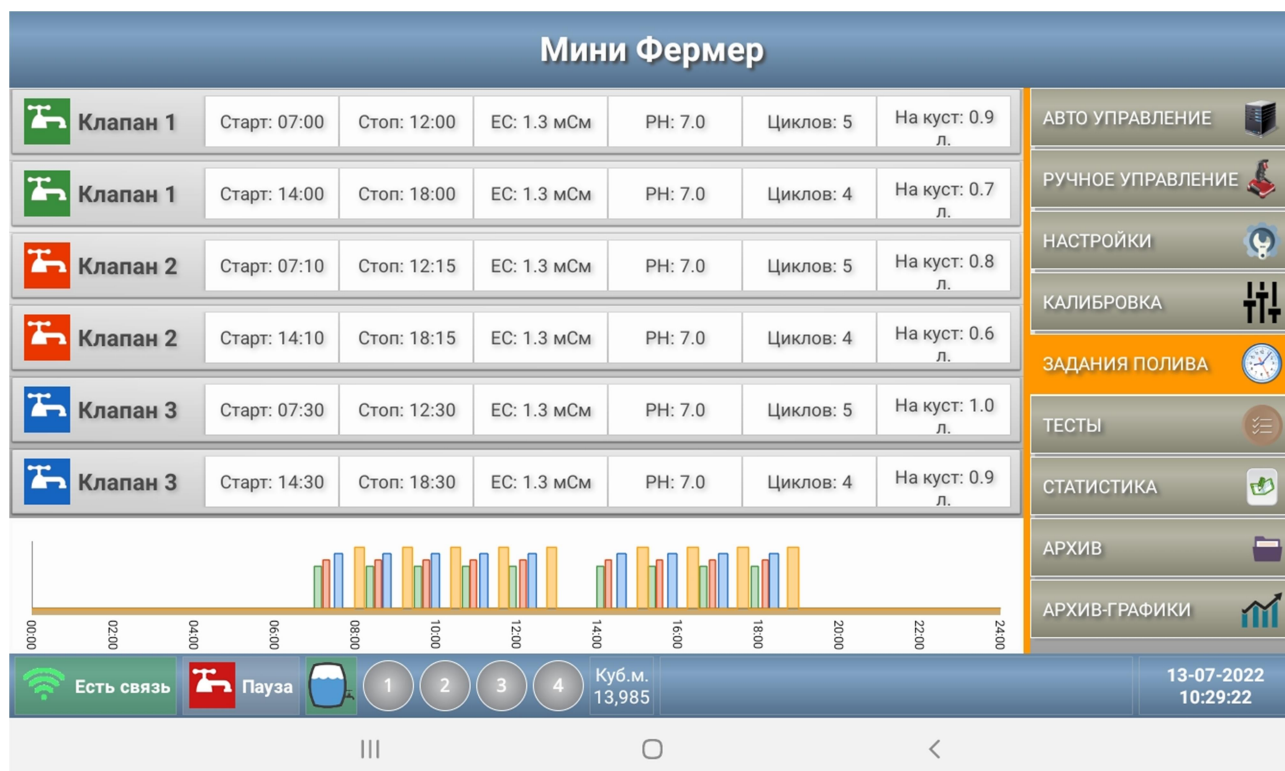 Мини Фермер
Клапан 1 Старт: 07:00 Стоп: 12:00 EC: 1.3 мСм PH: 7.0 Циклов: 5 На куст: 0.9 л.
Клапан 1 Старт: 14:00 Стоп: 18:00 EC: 1.3 мСм PH: 7.0 Циклов: 4 На куст: 0.7 л.
Клапан 2 Старт: 07:10 Стоп: 12:15 EC: 1.3 мСм PH: 7.0 Циклов: 5 На куст: 0.8 л.
Клапан 2 Старт: 14:10 Стоп: 18:15 EC: 1.3 мСм PH: 7.0 Циклов: 4 На куст: 0.6 л.
Клапан 3 Старт: 07:30 Стоп: 12:30 EC: 1.3 мСм PH: 7.0 Циклов: 5 На куст: 1.0 л.
Клапан 3 Старт: 14:30 Стоп: 18:30 EC: 1.3 мСм PH: 7.0 Циклов: 4 На куст: 0.9 л.
АВТО УПРАВЛЕНИЕ
РУЧНОЕ УПРАВЛЕНИЕ
НАСТРОЙКИ
КАЛИБРОВКА
ЗАДАНИЯ ПОЛИВА
ТЕСТЫ
СТАТИСТИКА
АРХИВ
АРХИВ-ГРАФИКИ
00:00 02:00 04:00 06:00 08:00 10:00 12:00 14:00 16:00 18:00 20:00 22:00 24:00
Есть связь Пауза 1 2 3 4
Куб.м.
13,985
13-07-2022
10:29:22